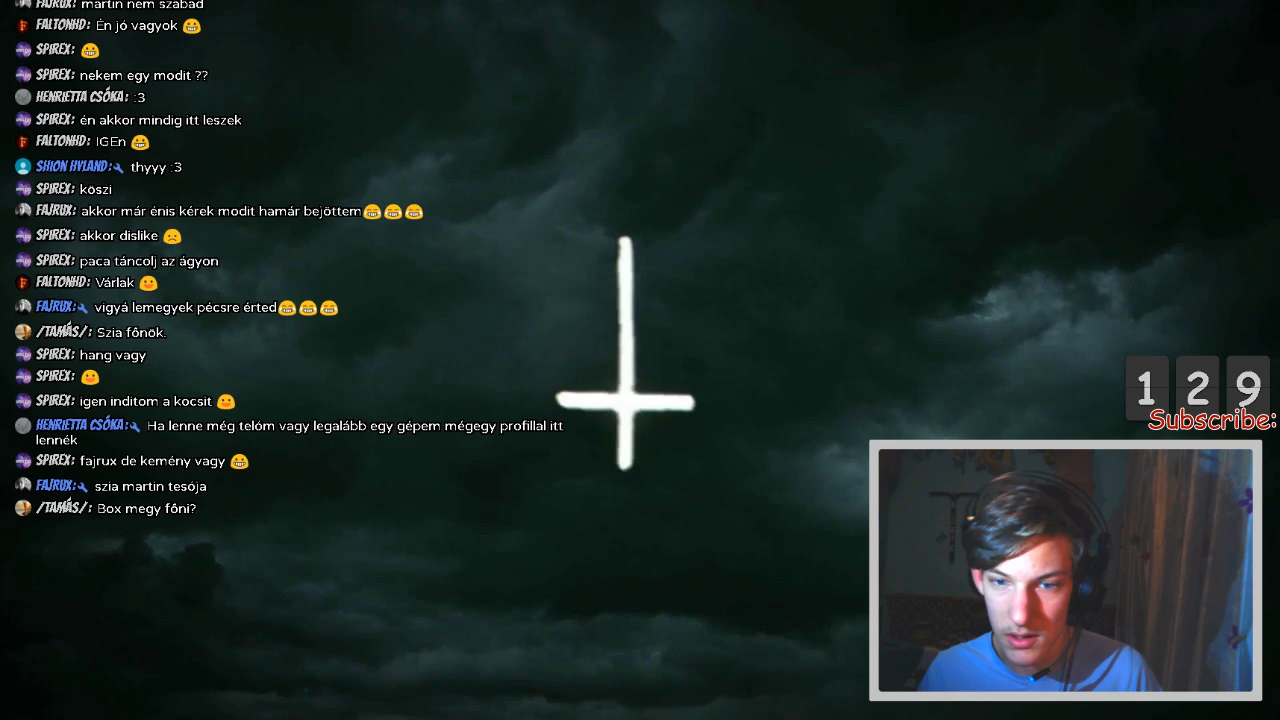 FAJRUX: martin nem szabad
FALTONHD: Én jó vagyok 😁
SPIREX: 😁
SPIREX: nekem egy modit ??
HENRIETTA CSÓKA: :3
SPIREX: én akkor mindig itt leszek
FALTONHD: IGEn 😁
SHION HYLAND: thyyy :3
SPIREX: köszi
FAJRUX: akkor már énis kérek modit hamár bejöttem😂😂😂
SPIREX: akkor dislike ☹️
SPIREX: paca táncolj az ágyon
FALTONHD: Várlak 😛
FAJRUX: vigyá lemegyek pécsre érted😂😂😂
/TAMÁS/: Szia főnök.
SPIREX: hang vagy
SPIREX: 😛
SPIREX: igen inditom a kocsit 😛
HENRIETTA CSÓKA: Ha lenne még telóm vagy legalább egy gépem mégegy profillal itt
lennék
SPIREX: fajrux de kemény vagy 😁
FAJRUX: szia martin tesója
/TAMÁS/: Box megy főni?
129
Subscribe: